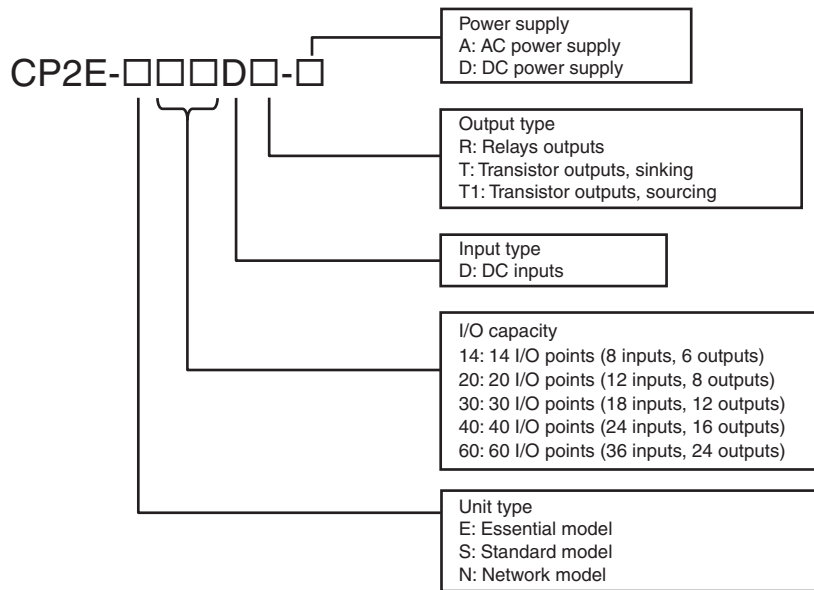 CP2E-□□□D□-□
Power supply
A: AC power supply
D: DC power supply
Output type
R: Relays outputs
T: Transistor outputs, sinking
T1: Transistor outputs, sourcing
Input type
D: DC inputs
I/O capacity
14: 14 I/O points (8 inputs, 6 outputs)
20: 20 I/O points (12 inputs, 8 outputs)
30: 30 I/O points (18 inputs, 12 outputs)
40: 40 I/O points (24 inputs, 16 outputs)
60: 60 I/O points (36 inputs, 24 outputs)
Unit type
E: Essential model
S: Standard model
N: Network model